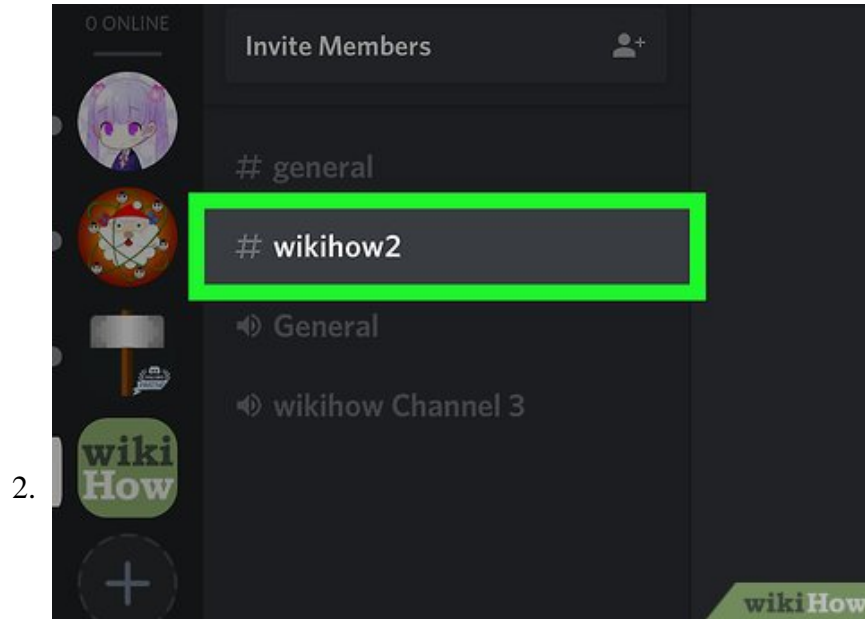 0 ONLINE
Invite Members
# general
# wikihow2
General
wikihow Channel 3
wiki
How
2.
wikiHow